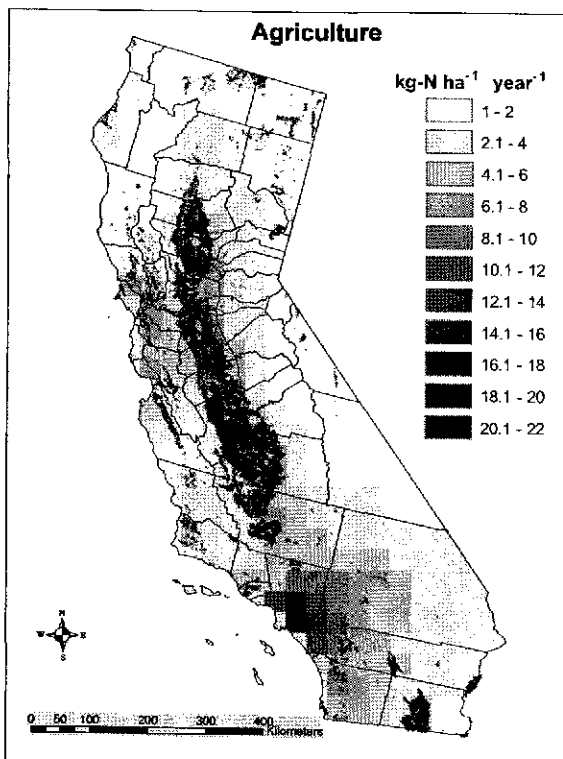 Agriculture
kg-N ha⁻¹ year⁻¹
1 - 2
2.1 - 4
4.1 - 6
6.1 - 8
8.1 - 10
10.1 - 12
12.1 - 14
14.1 - 16
16.1 - 18
18.1 - 20
20.1 - 22
N
W E
S
0 50 100 200 300 400
Kilometers